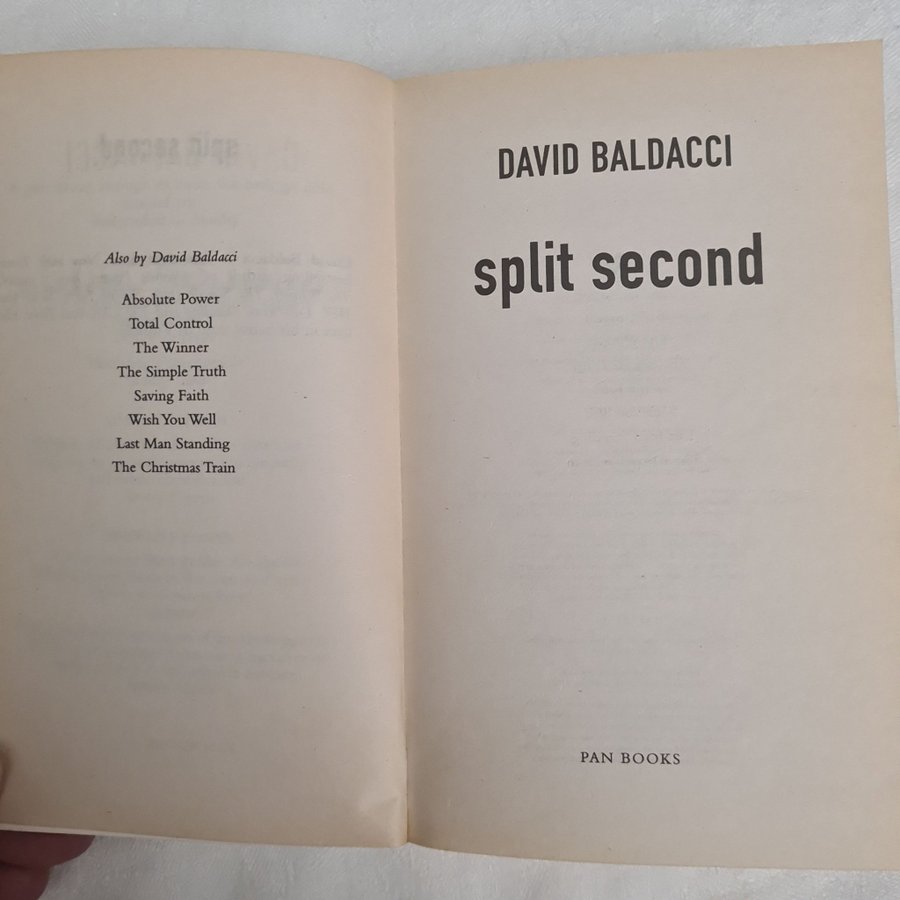 Also by David Baldacci
Absolute Power
Total Control
The Winner
The Simple Truth
Saving Faith
Wish You Well
Last Man Standing
The Christmas Train
DAVID BALDACCI
split second
PAN BOOKS